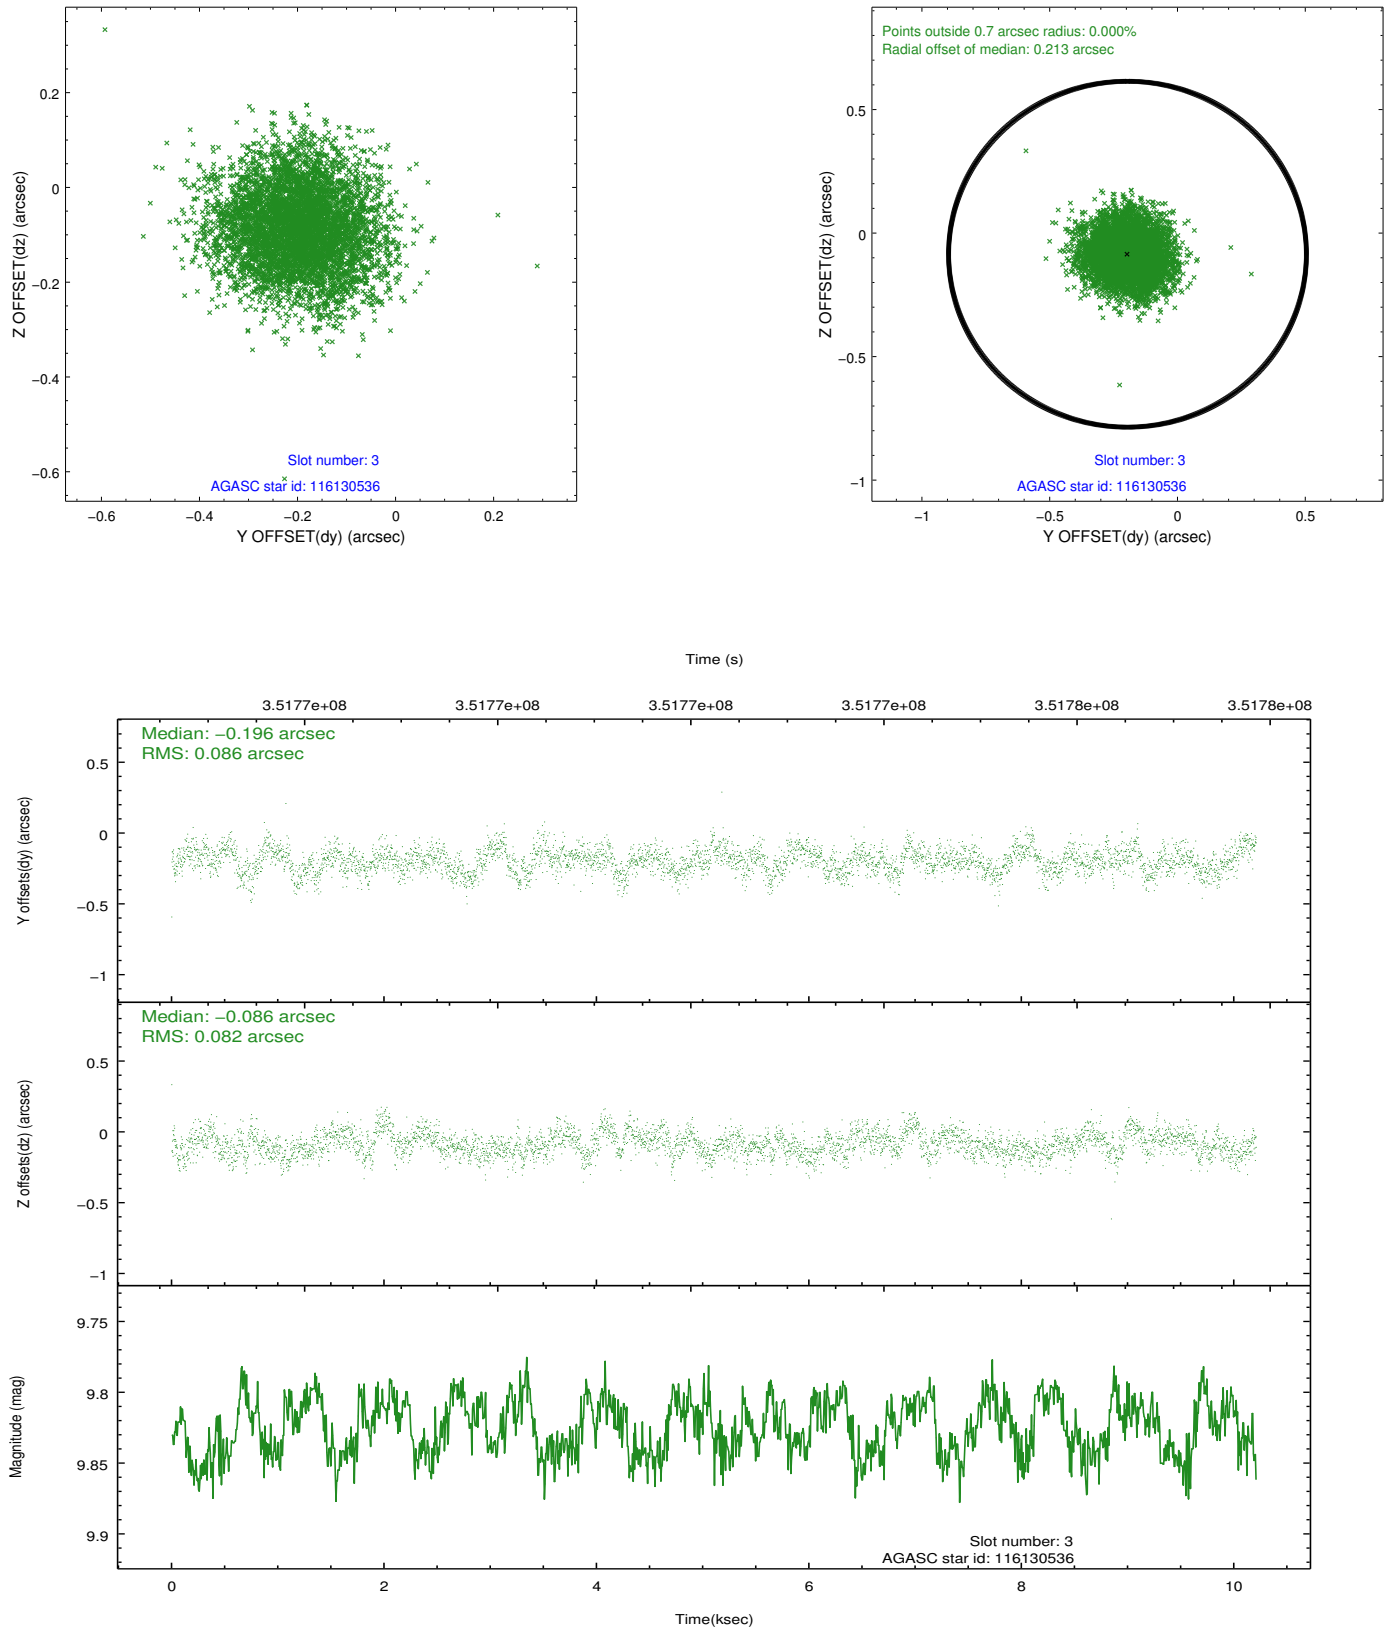 Z OFFSET(dz) (arcsec)
0.2
0
−0.2
−0.4
−0.6
Slot number: 3
AGASC star id: 116130536
−0.6 −0.4 −0.2 0 0.2
Y OFFSET(dy) (arcsec)
Points outside 0.7 arcsec radius: 0.000%
Radial offset of median: 0.213 arcsec
Z OFFSET(dz) (arcsec)
0.5
0
−0.5
−1
Slot number: 3
AGASC star id: 116130536
−1 −0.5 0 0.5
Y OFFSET(dy) (arcsec)
Time (s)
3.5177e+08 3.5177e+08 3.5177e+08 3.5177e+08 3.5178e+08 3.5178e+08
Median: −0.196 arcsec
RMS: 0.086 arcsec
Y offsets(dy) (arcsec)
0.5
0
−0.5
−1
Median: −0.086 arcsec
RMS: 0.082 arcsec
Z offsets(dz) (arcsec)
0.5
0
−0.5
−1
Magnitude (mag)
9.75
9.8
9.85
9.9
Slot number: 3
AGASC star id: 116130536
0 2 4 6 8 10
Time(ksec)